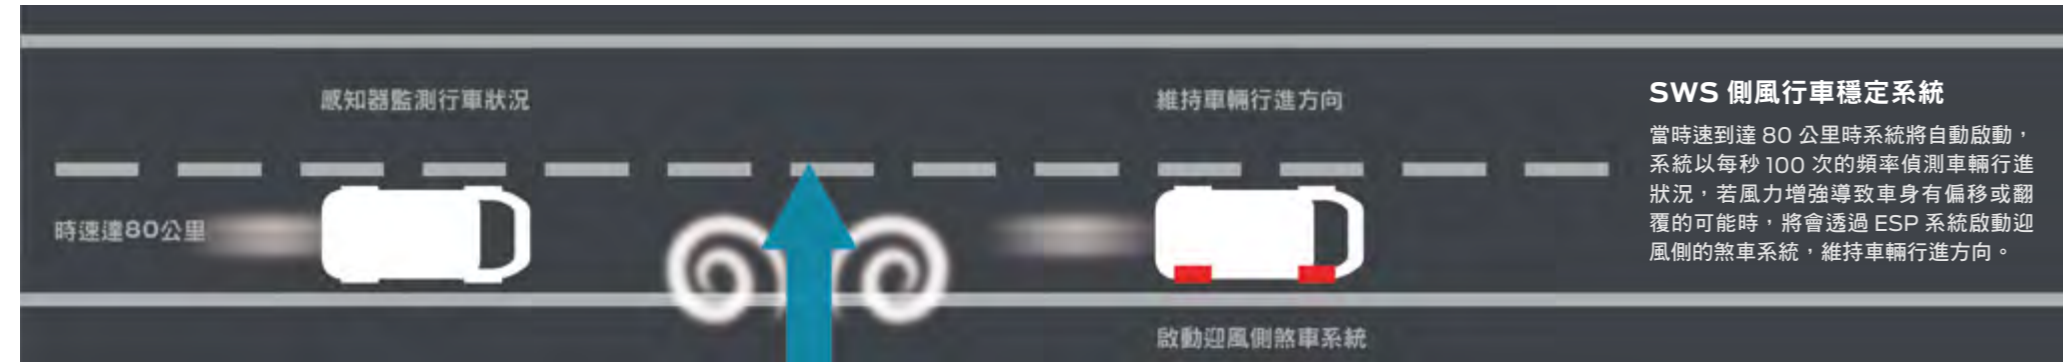 感知器監測行車狀況
維持車輛行進方向
時速達80公里
啟動迎風側煞車系統
SWS 側風行車穩定系統
當時速到達 80 公里時系統將自動啟動，
系統以每秒 100 次的頻率偵測車輛行進
狀況，若風力增強導致車身有偏移或翻
覆的可能時，將會透過 ESP 系統啟動迎
風側的煞車系統，維持車輛行進方向。